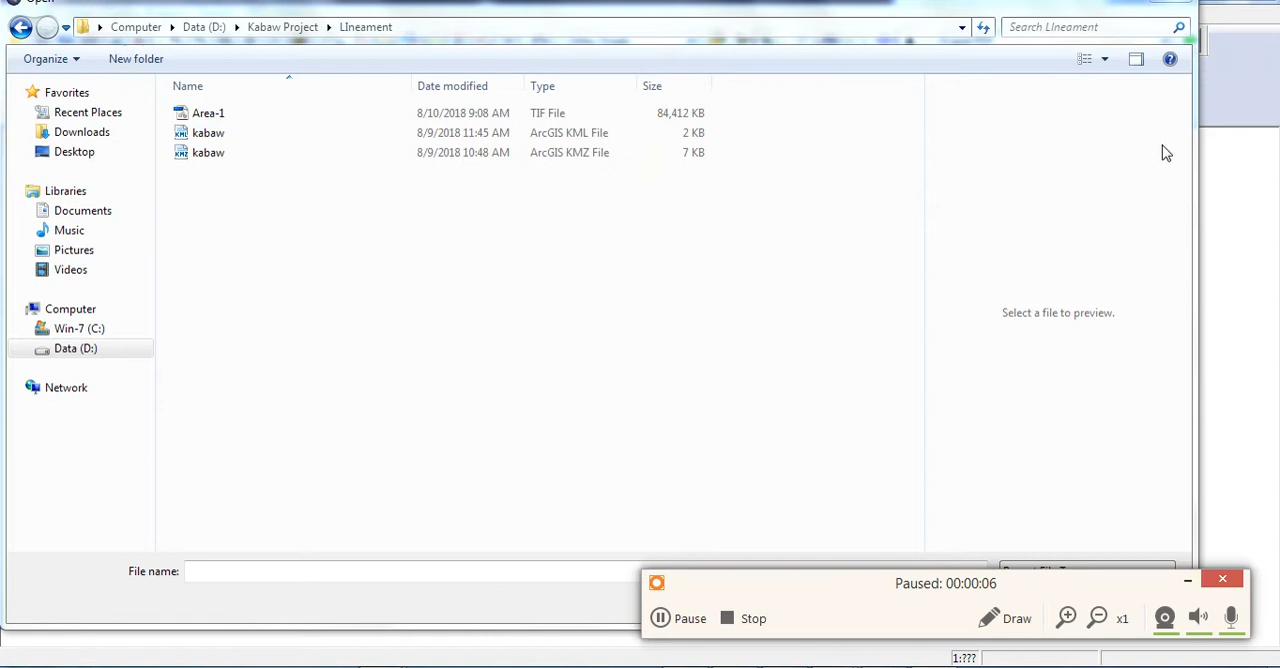 Open
Computer Data (D:) Kabaw Project LIneament
Search LIneament
Organize New folder
Name Date modified Type Size
Favorites
Recent Places
Downloads
Desktop
Libraries
Documents
Music
Pictures
Videos
Computer
Win-7 (C:)
Data (D:)
Network
Area-1 8/10/2018 9:08 AM TIF File 84,412 KB
kabaw 8/9/2018 11:45 AM ArcGIS KML File 2 KB
kabaw 8/9/2018 10:48 AM ArcGIS KMZ File 7 KB
Select a file to preview.
File name:
Paused: 00:00:06
Pause Stop Draw x1
1:???